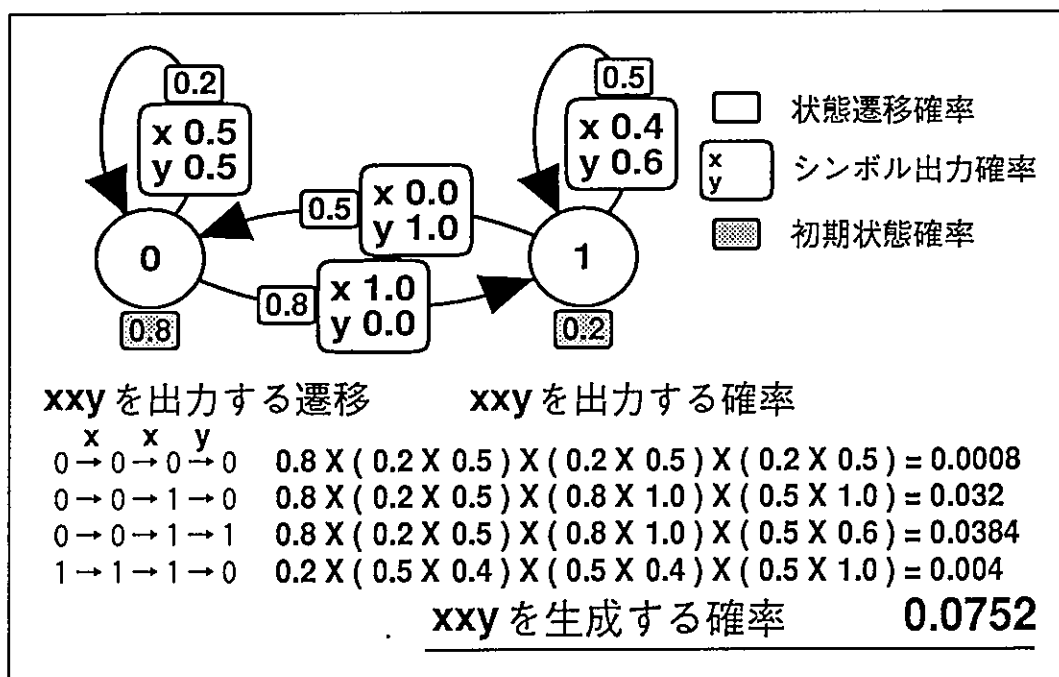 0.2
x 0.5
y 0.5
0.5
x 0.4
y 0.6
0.5
x 0.0
y 1.0
0.8
x 1.0
y 0.0
0
1
0.8
0.2
状態遷移確率
x
y
シンボル出力確率
初期状態確率
xxyを出力する遷移 xxyを出力する確率
x x y
0→0→0→0 0.8 X ( 0.2 X 0.5 ) X ( 0.2 X 0.5 ) X ( 0.2 X 0.5 ) = 0.0008
0→0→1→0 0.8 X ( 0.2 X 0.5 ) X ( 0.8 X 1.0 ) X ( 0.5 X 1.0 ) = 0.032
0→0→1→1 0.8 X ( 0.2 X 0.5 ) X ( 0.8 X 1.0 ) X ( 0.5 X 0.6 ) = 0.0384
1→1→1→0 0.2 X ( 0.5 X 0.4 ) X ( 0.5 X 0.4 ) X ( 0.5 X 1.0 ) = 0.004
xxyを生成する確率 0.0752